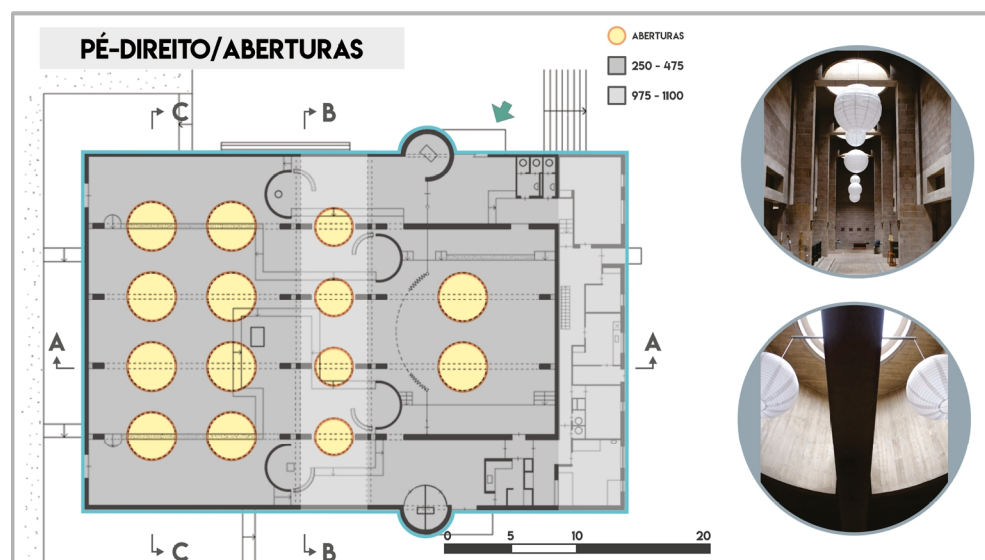 PÉ-DIREITO/ABERTURAS
ABERTURAS
250 - 475
975 - 1100
C
B
A
A
C
B
0
5
10
20